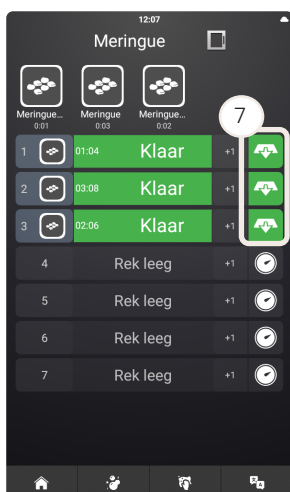 12:07
Meringue
Meringue... Meringue Meringue...
0:01 0:03 0:02
7
1 01:04 Klaar +1
2 03:08 Klaar +1
3 02:06 Klaar +1
4 Rek leeg +1
5 Rek leeg +1
6 Rek leeg +1
7 Rek leeg +1